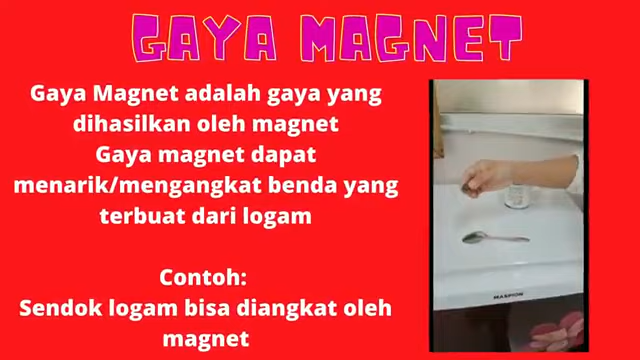 GAYA MAGNET
Gaya Magnet adalah gaya yang
dihasilkan oleh magnet
Gaya magnet dapat
menarik/mengangkat benda yang
terbuat dari logam
Contoh:
Sendok logam bisa diangkat oleh
magnet
MASPION